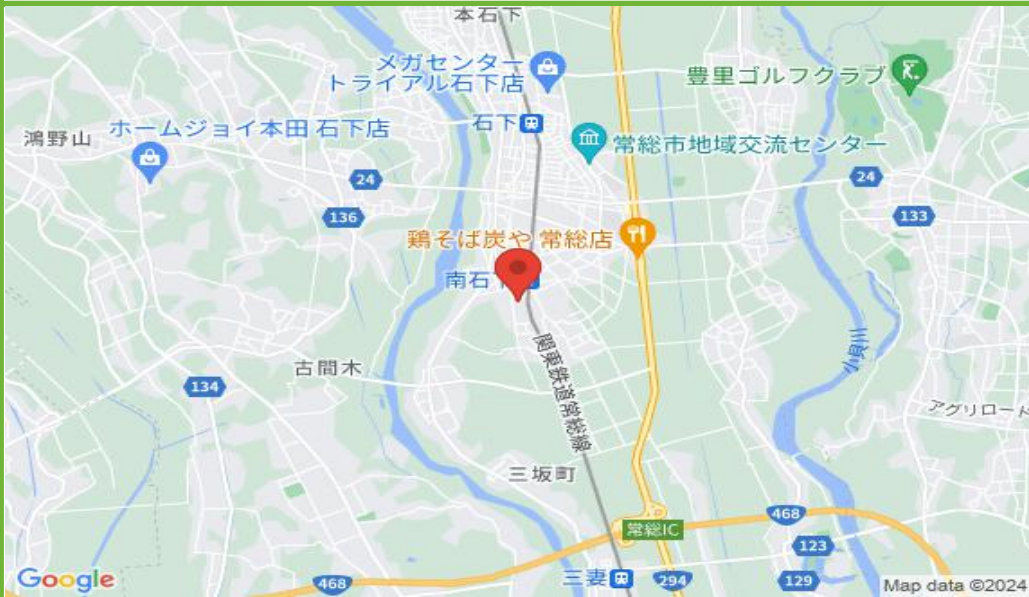 本石下
メガセンター
トライアル石下店
豊里ゴルフクラブ
鴻野山
ホームジョイ本田 石下店
石下
常総市地域交流センター
24
24
136
133
鶏そば炭や 常総店
南石下
小貝川
関東鉄道常総線
古間木
134
アグリロード
三坂町
468
常総IC
123
Google
468
三妻
294
129
Map data ©2024